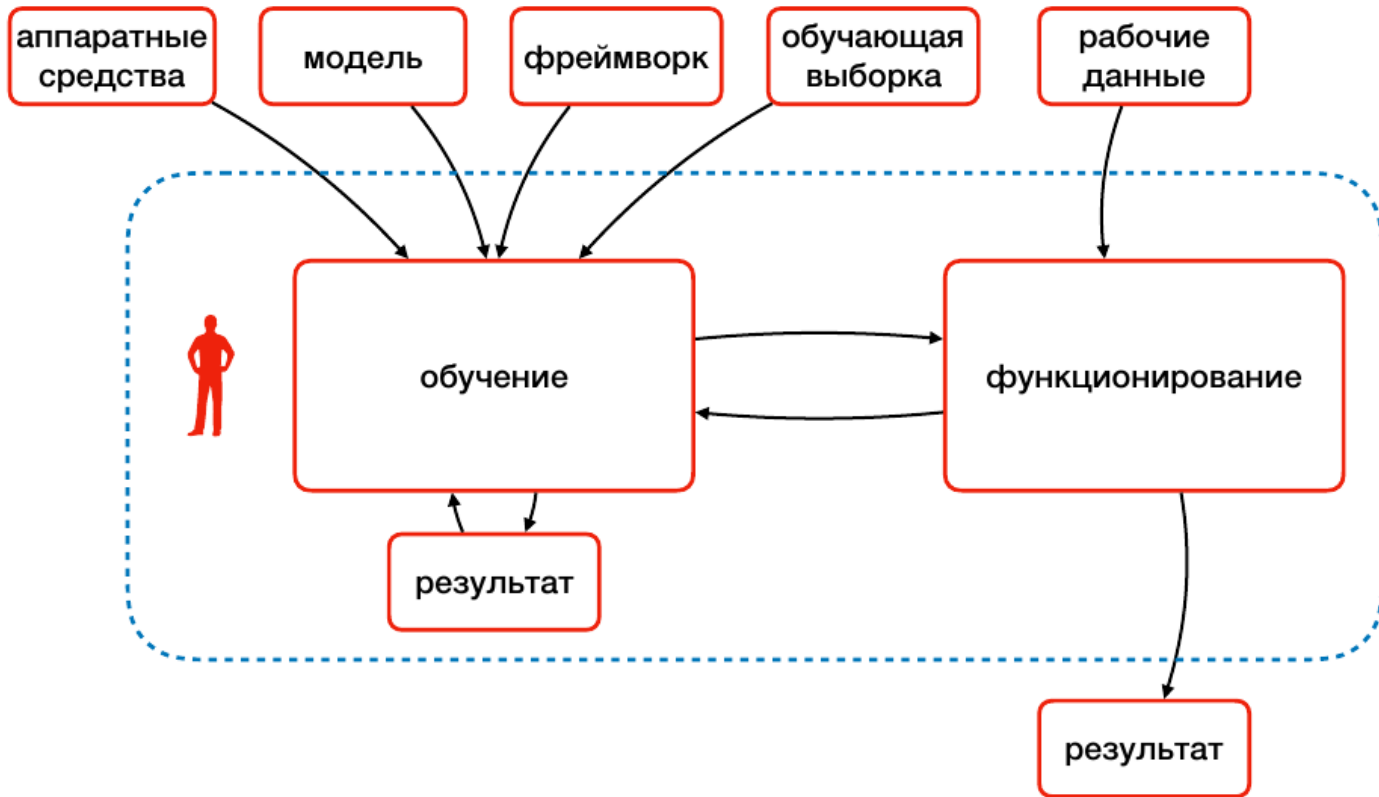 аппаратные
средства
модель
фреймворк
обучающая
выборка
рабочие
данные
обучение
функционирование
результат
результат